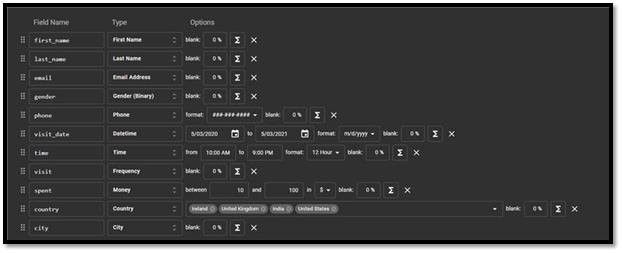 Field Name Type Options
first_name First Name blank: 0 % Σ ×
last_name Last Name blank: 0 % Σ ×
email Email Address blank: 0 % Σ ×
gender Gender (Binary) blank: 0 % Σ ×
phone Phone format: ###-###-#### blank: 0 % Σ ×
visit_date Datetime 5/03/2020 to 5/03/2021 format: m/d/yyyy blank: 0 % Σ ×
time Time from 10:00 AM to 9:00 PM format: 12 Hour blank: 0 % Σ ×
visit Frequency blank: 0 % Σ ×
spent Money between 10 and 100 in $ blank: 0 % Σ ×
country Country Ireland United Kingdom India United States blank: 0 % Σ ×
city City blank: 0 % Σ ×